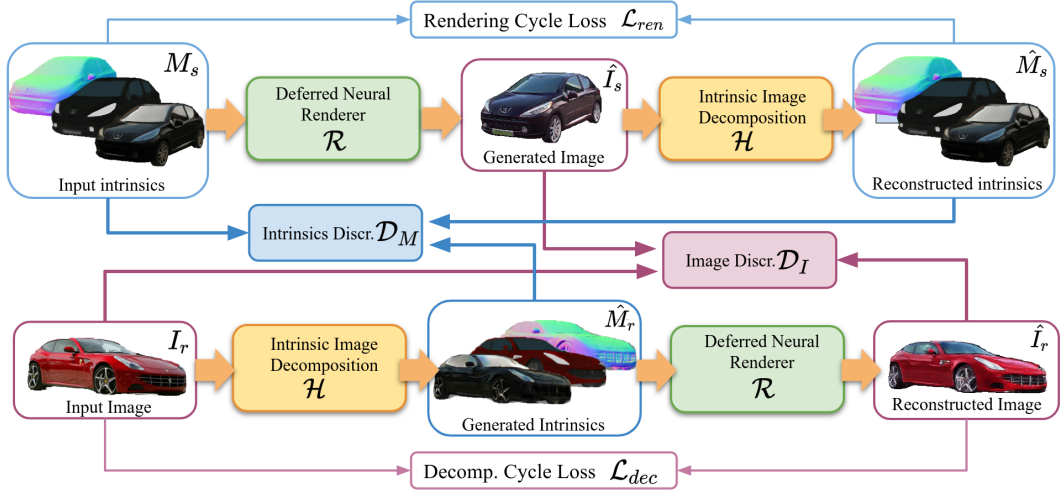 Rendering Cycle Loss ℒ_ren
M_s
Input intrinsics
Deferred Neural
Renderer
ℛ
Î_s
Generated Image
Intrinsic Image
Decomposition
ℋ
M̂_s
Reconstructed intrinsics
Intrinsics Discr. 𝒟_M
Image Discr. 𝒟_I
I_r
Input Image
Intrinsic Image
Decomposition
ℋ
M̂_r
Generated Intrinsics
Deferred Neural
Renderer
ℛ
Î_r
Reconstructed Image
Decomp. Cycle Loss ℒ_dec